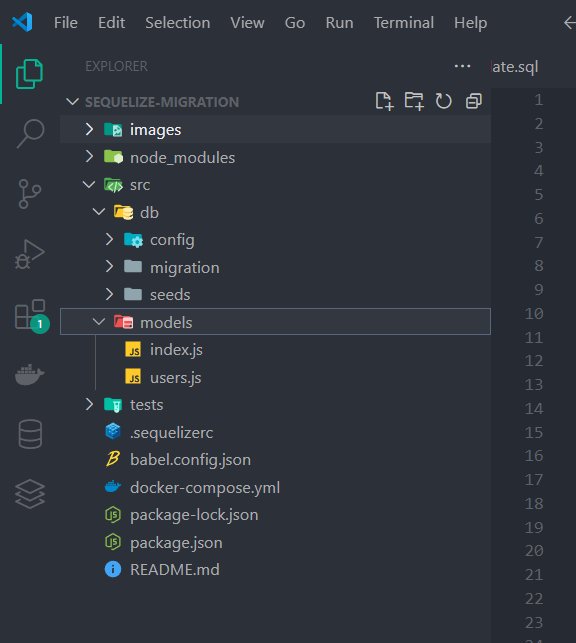 File Edit Selection View Go Run Terminal Help
EXPLORER
late.sql
SEQUELIZE-MIGRATION
images
node_modules
src
db
config
migration
seeds
models
JS index.js
JS users.js
tests
.sequelizerc
babel.config.json
docker-compose.yml
package-lock.json
package.json
README.md
1
1
2
3
4
5
6
7
8
9
10
11
12
13
14
15
16
17
18
19
20
21
22
23